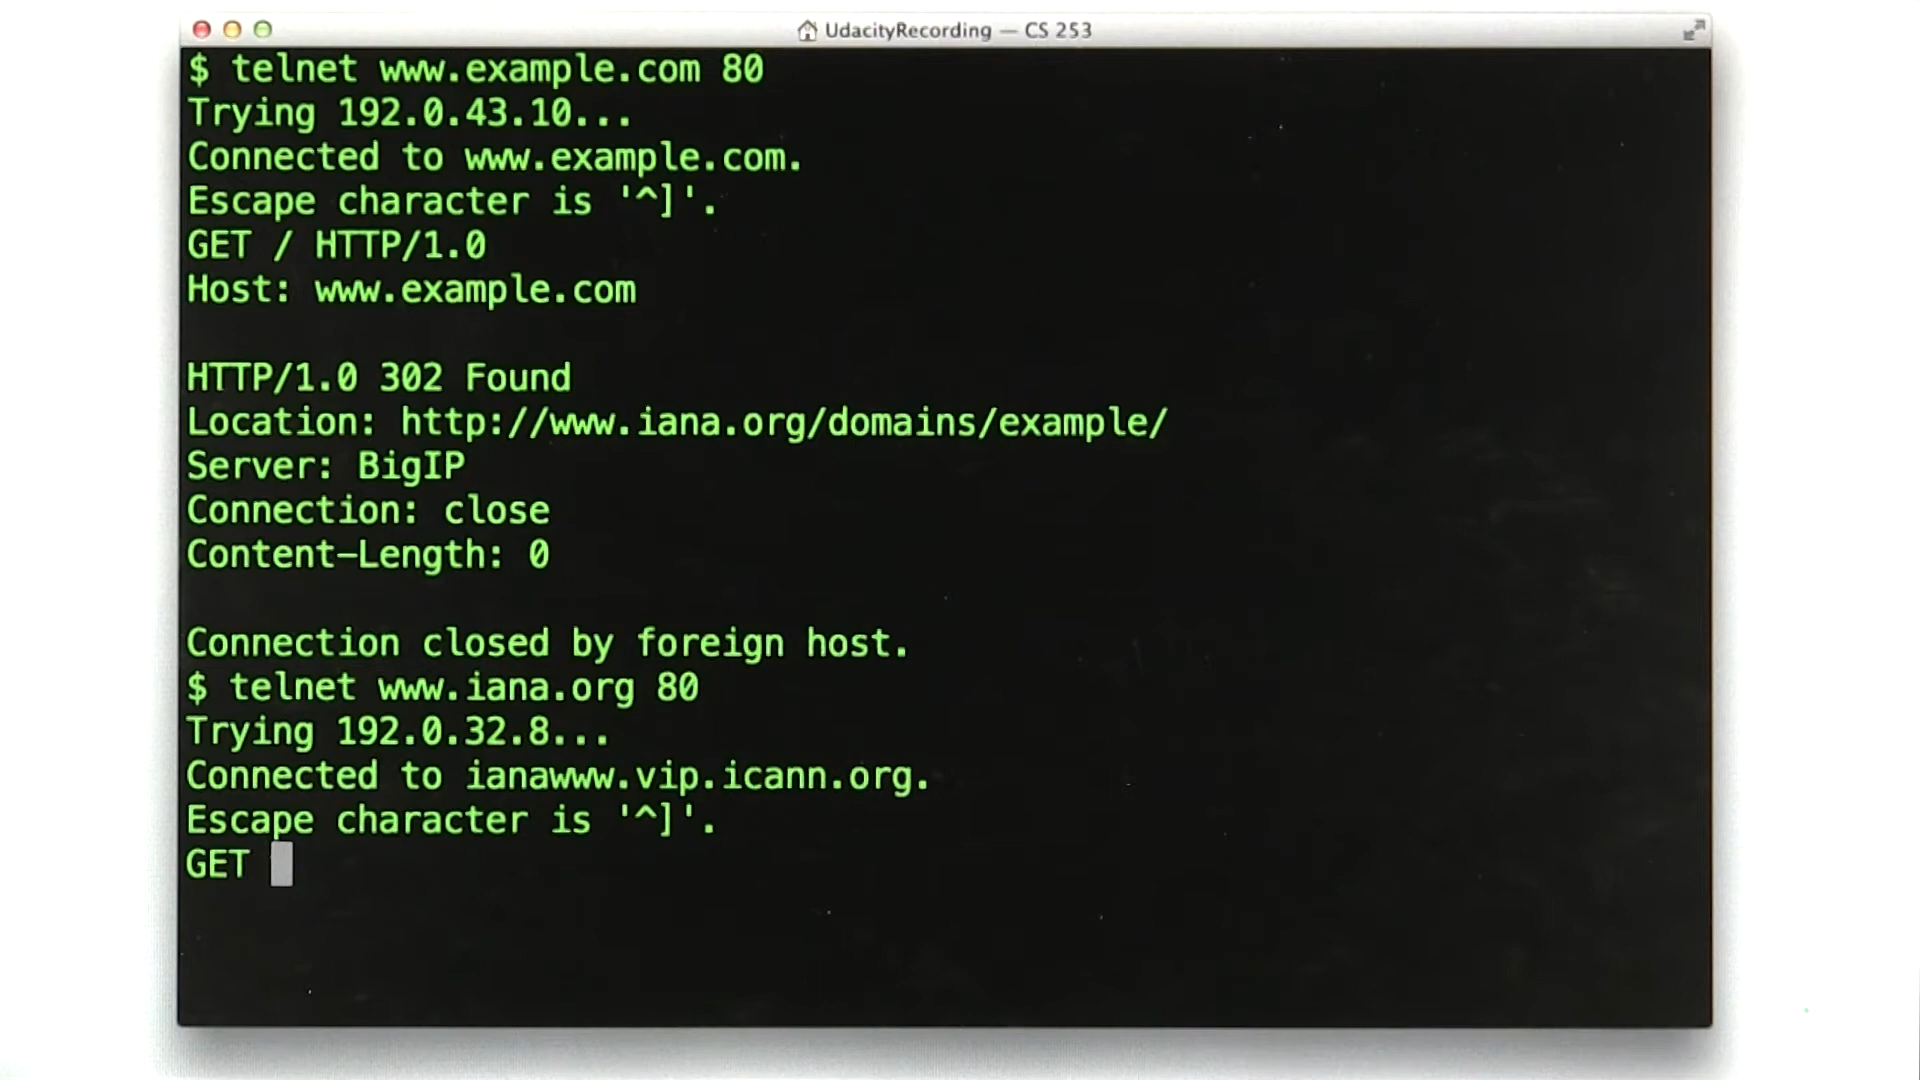 UdacityRecording — CS 253
$ telnet www.example.com 80
Trying 192.0.43.10...
Connected to www.example.com.
Escape character is '^]'.
GET / HTTP/1.0
Host: www.example.com
HTTP/1.0 302 Found
Location: http://www.iana.org/domains/example/
Server: BigIP
Connection: close
Content-Length: 0
Connection closed by foreign host.
$ telnet www.iana.org 80
Trying 192.0.32.8...
Connected to ianawww.vip.icann.org.
Escape character is '^]'.
GET